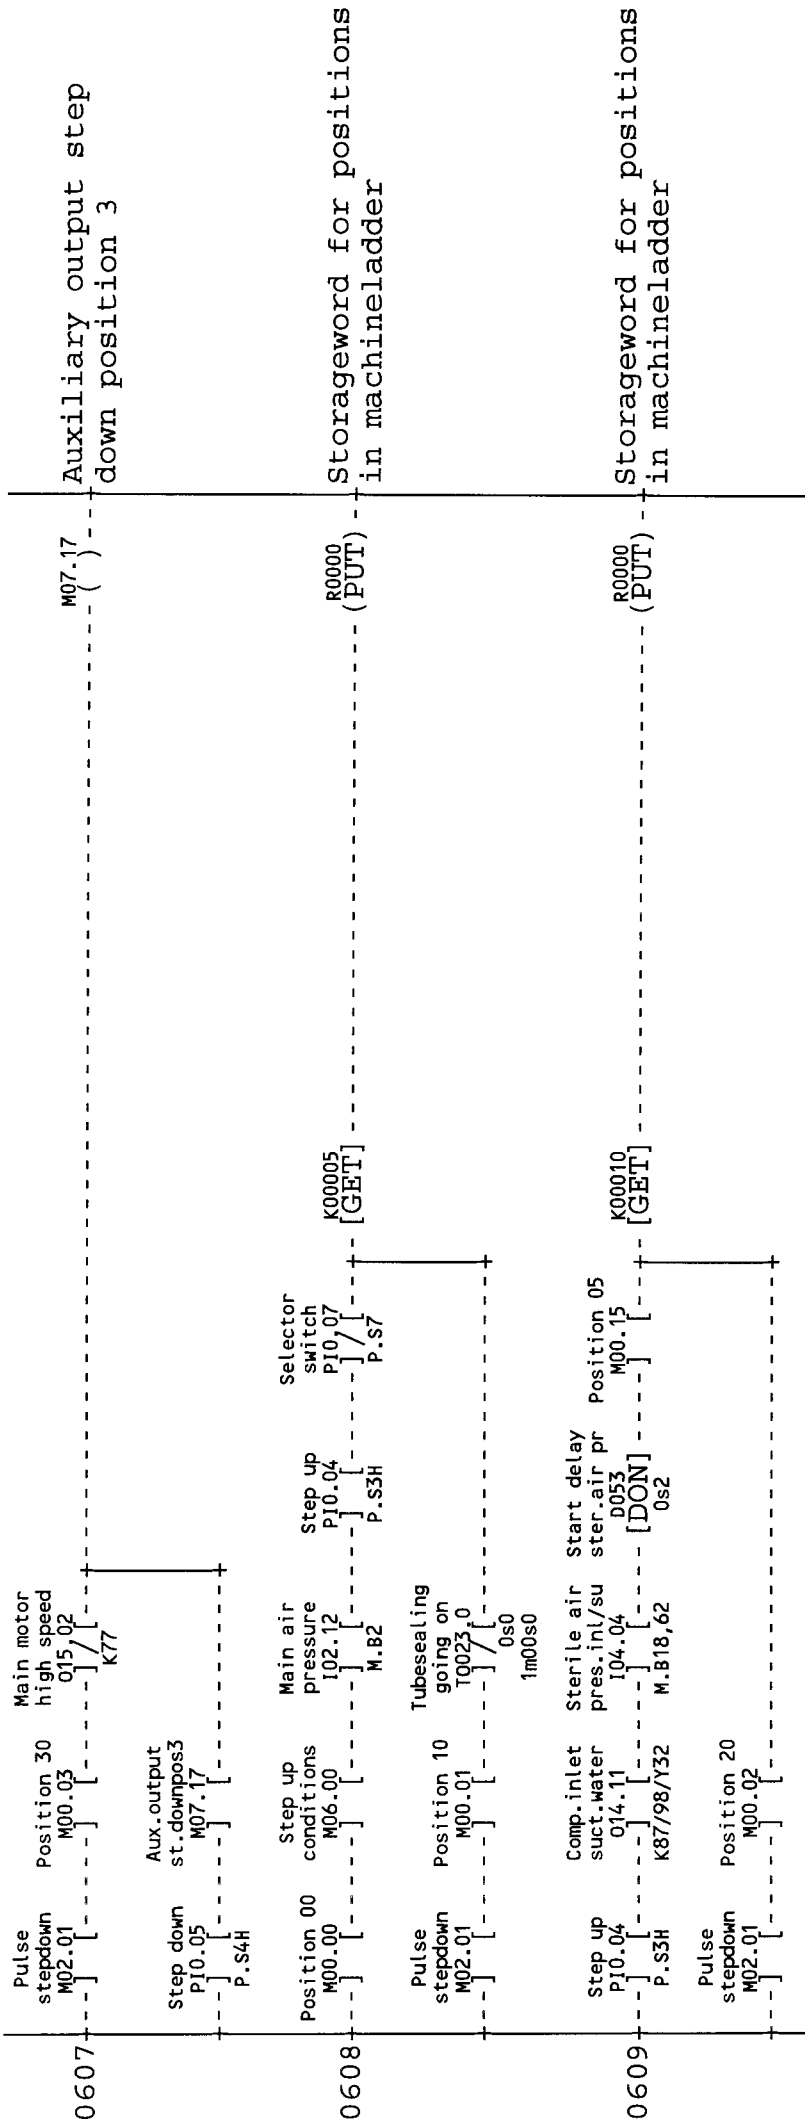 0607
Pulse
stepdown
M02.01
] [
Position 30
M00.03
] [
Main motor
high speed
O15,02
]/[
K77
M07.17
( )
Auxiliary output step
down position 3
Step down
PI0.05
] [
P.S4H
Aux.output
st.downpos3
M07.17
] [
0608
Position 00
M00.00
] [
Step up
conditions
M06.00
] [
Main air
pressure
I02.12
] [
M.B2
Step up
PI0.04
] [
P.S3H
Selector
switch
PI0,07
]/[
P.S7
K00005
[GET]
R0000
(PUT)
Storageword for positions
in machineladder
Pulse
stepdown
M02.01
] [
Position 10
M00.01
] [
Tubesealing
going on
T0023,0
]/[
0s0
1m00s0
0609
Step up
PI0.04
] [
P.S3H
Comp.inlet
suct.water
O14.11
] [
K87/98/Y32
Sterile air
pres.inl/su
I04.04
] [
M.B18,62
Start delay
ster.air pr
D053
[DON]
0s2
Position 05
M00.15
] [
K00010
[GET]
R0000
(PUT)
Storageword for positions
in machineladder
Pulse
stepdown
M02.01
] [
Position 20
M00.02
] [